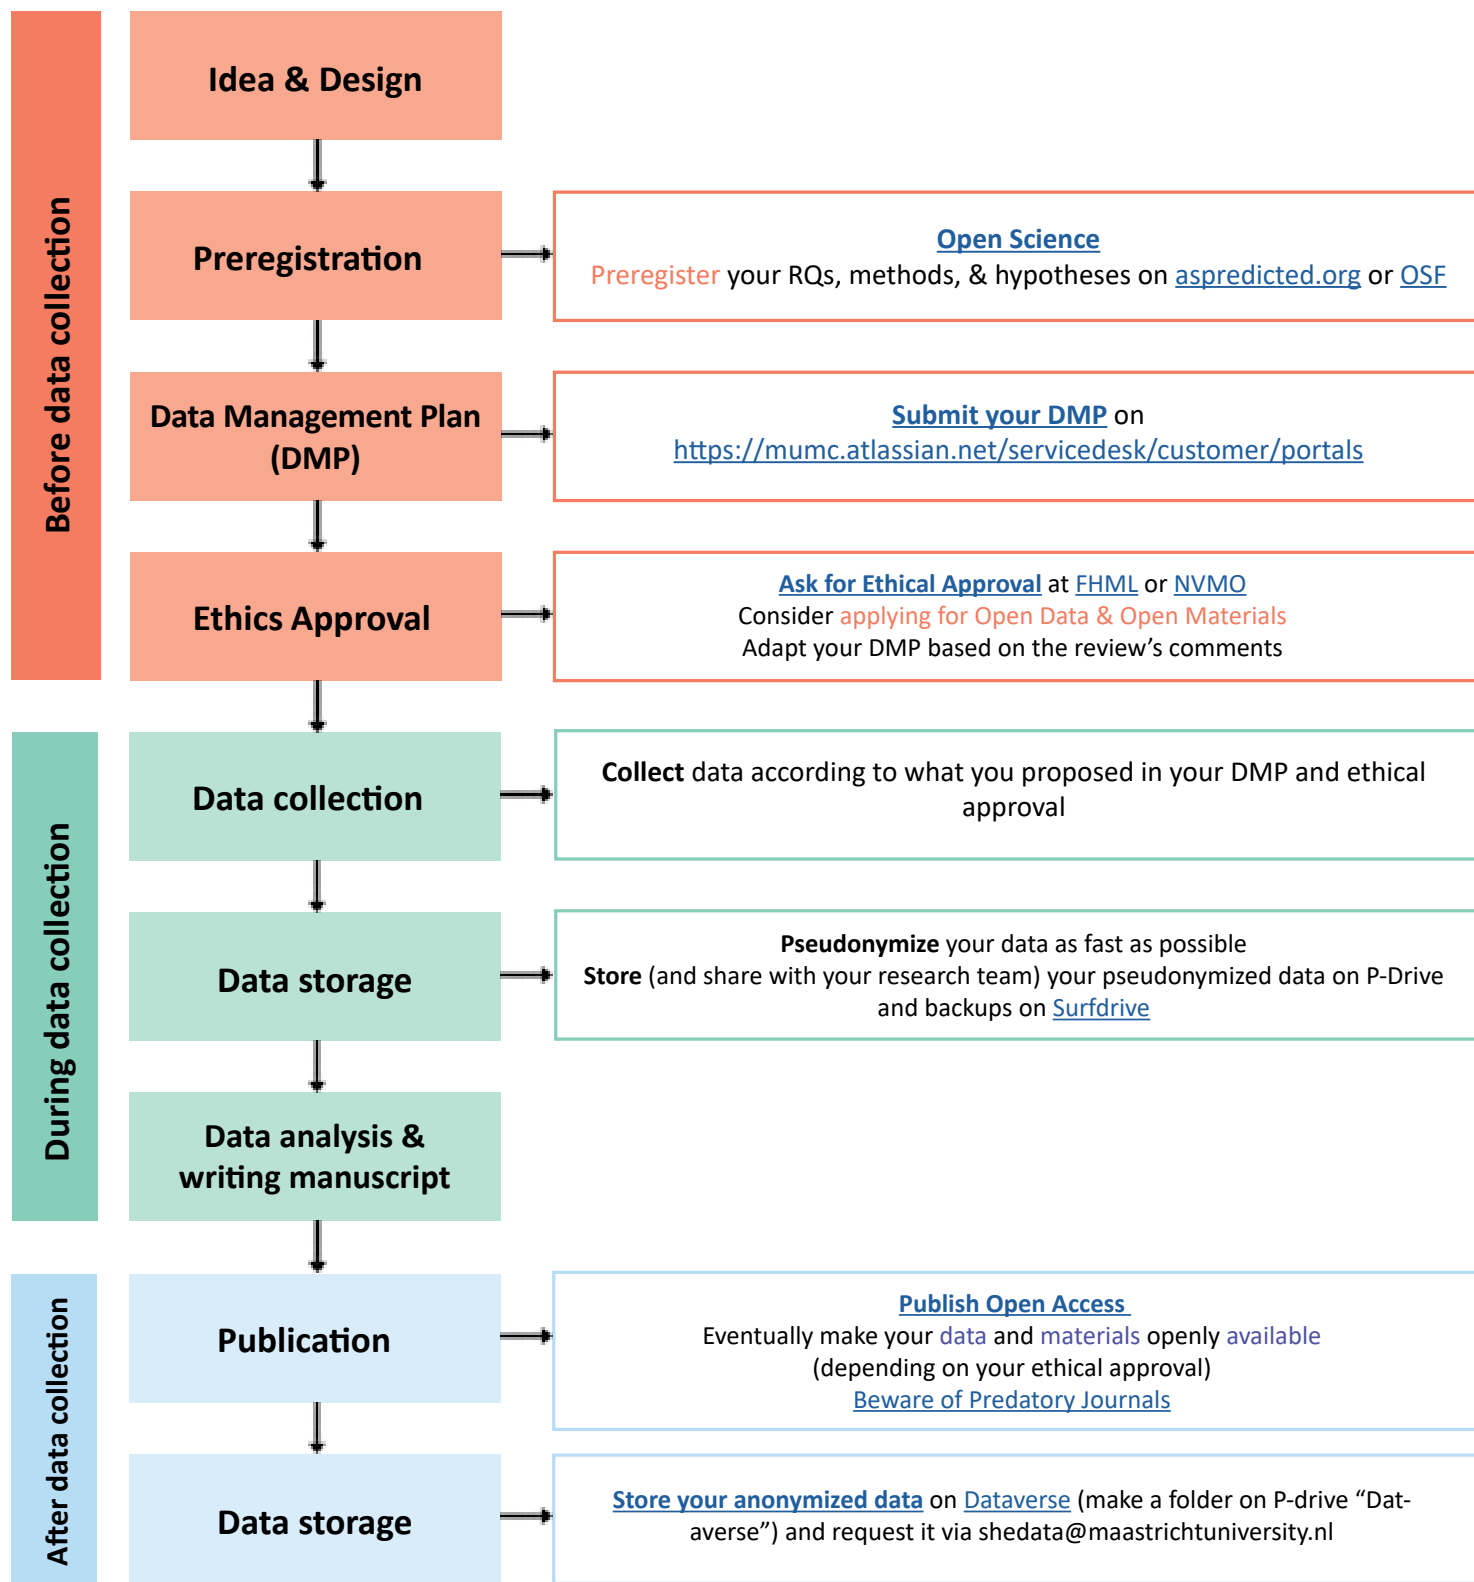 Before data collection
Idea & Design
Preregistration
Open Science
Preregister your RQs, methods, & hypotheses on aspredicted.org or OSF
Data Management Plan
(DMP)
Submit your DMP on
https://mumc.atlassian.net/servicedesk/customer/portals
Ethics Approval
Ask for Ethical Approval at FHML or NVMO
Consider applying for Open Data & Open Materials
Adapt your DMP based on the review's comments
During data collection
Data collection
Collect data according to what you proposed in your DMP and ethical
approval
Data storage
Pseudonymize your data as fast as possible
Store (and share with your research team) your pseudonymized data on P-Drive
and backups on Surfdrive
Data analysis &
writing manuscript
After data collection
Publication
Publish Open Access
Eventually make your data and materials openly available
(depending on your ethical approval)
Beware of Predatory Journals
Data storage
Store your anonymized data on Dataverse (make a folder on P-drive “Dat-
averse”) and request it via shedata@maastrichtuniversity.nl